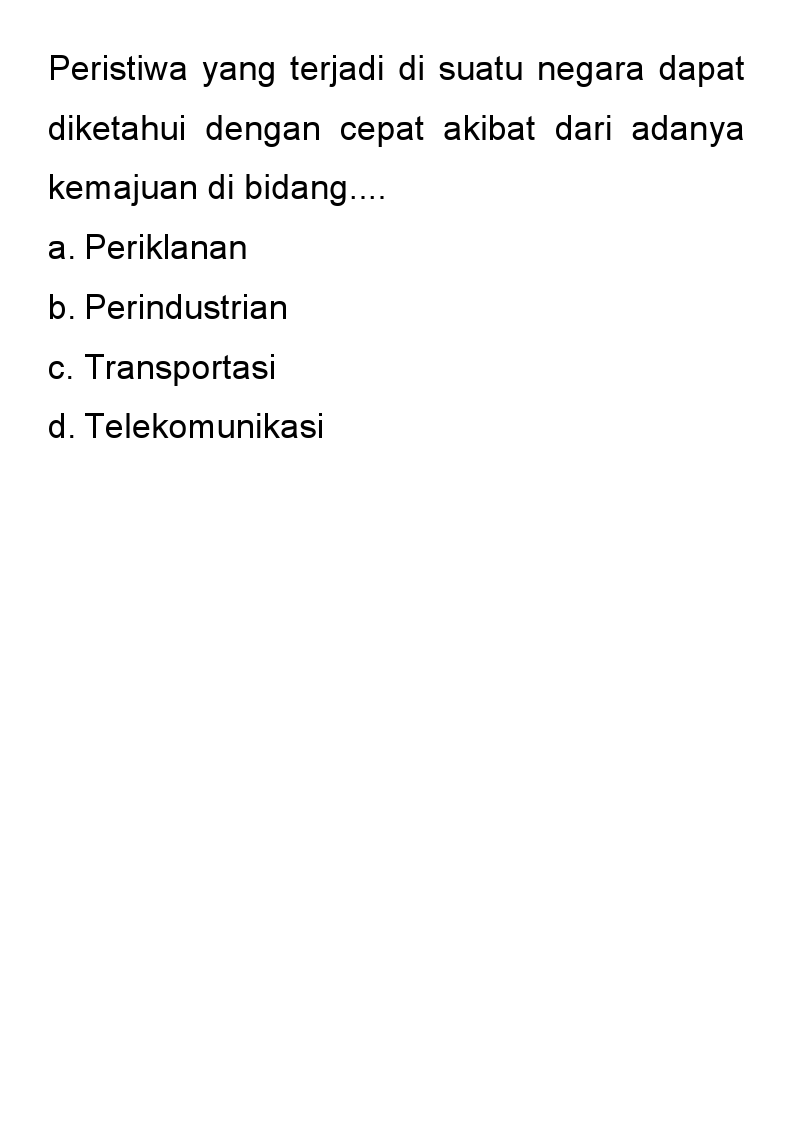 Peristiwa yang terjadi di suatu negara dapat
diketahui dengan cepat akibat dari adanya
kemajuan di bidang....
a. Periklanan
b. Perindustrian
c. Transportasi
d. Telekomunikasi